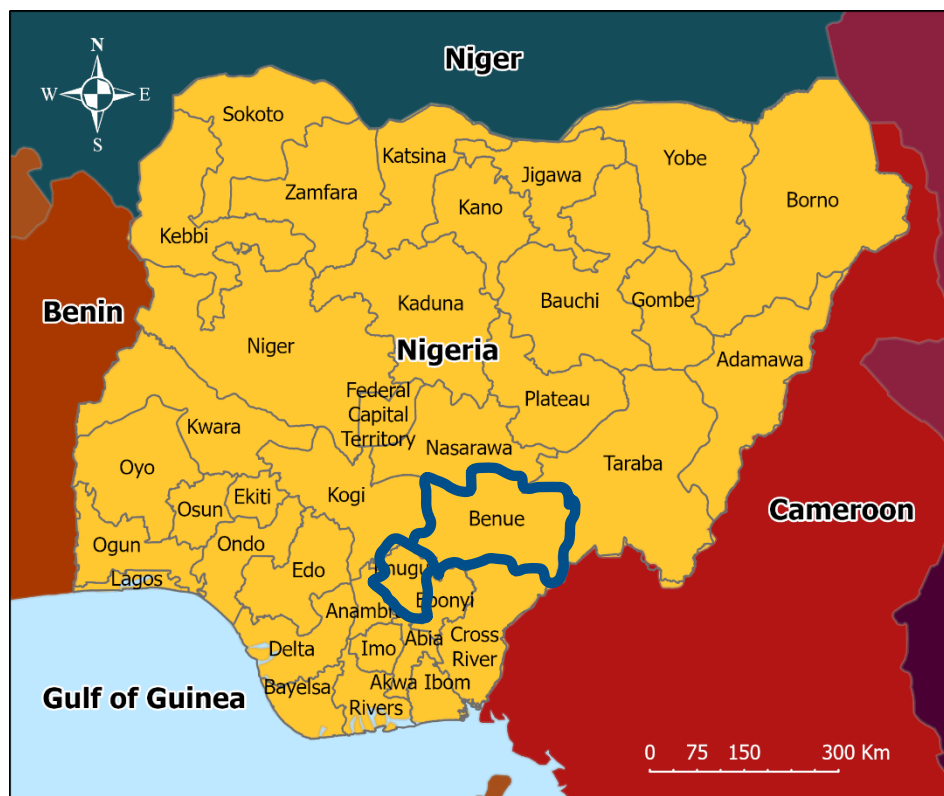 N
W E
S
Niger
Sokoto
Katsina
Yobe
Jigawa
Zamfara
Kano
Borno
Kebbi
Kaduna
Bauchi
Gombe
Benin
Niger
Nigeria
Adamawa
Federal
Capital
Territory
Plateau
Kwara
Nasarawa
Taraba
Oyo
Kogi
Ekiti
Osun
Benue
Cameroon
Ogun
Ondo
Edo
Enugu
Lagos
Anambra
Ebonyi
Delta
Imo
Abia
Cross
River
Bayelsa
Akwa Ibom
Gulf of Guinea
Rivers
0 75 150 300 Km